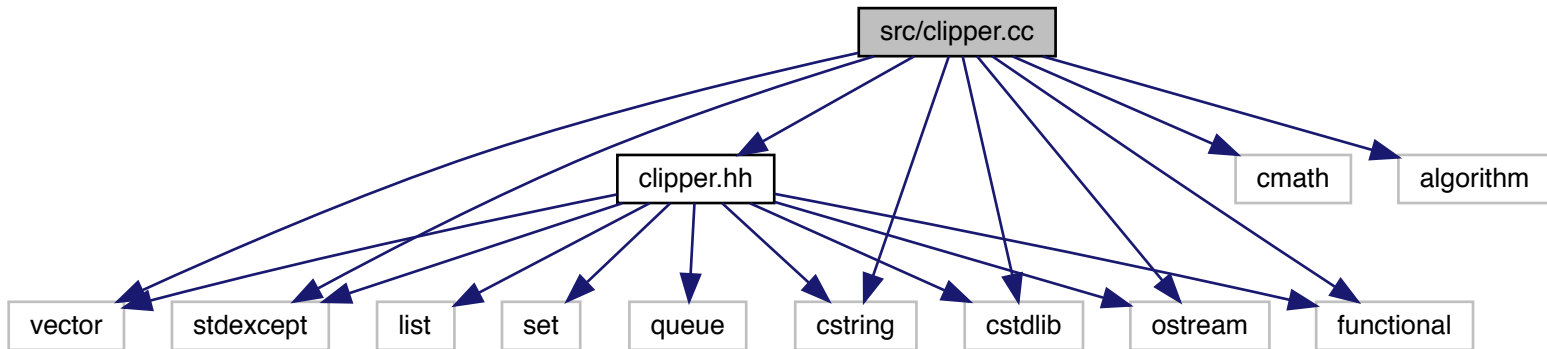 src/clipper.cc
clipper.hh
cmath
algorithm
vector
stdexcept
list
set
queue
cstring
cstdlib
ostream
functional